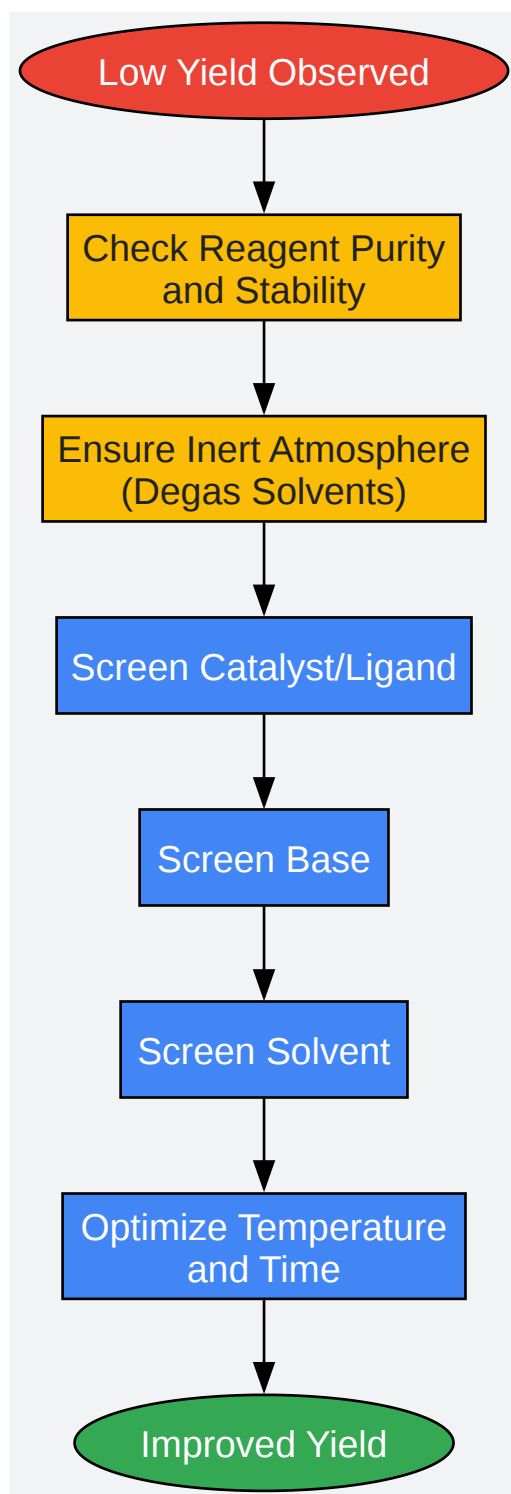 Low Yield Observed
Check Reagent Purity
and Stability
Ensure Inert Atmosphere
(Degas Solvents)
Screen Catalyst/Ligand
Screen Base
Screen Solvent
Optimize Temperature
and Time
Improved Yield